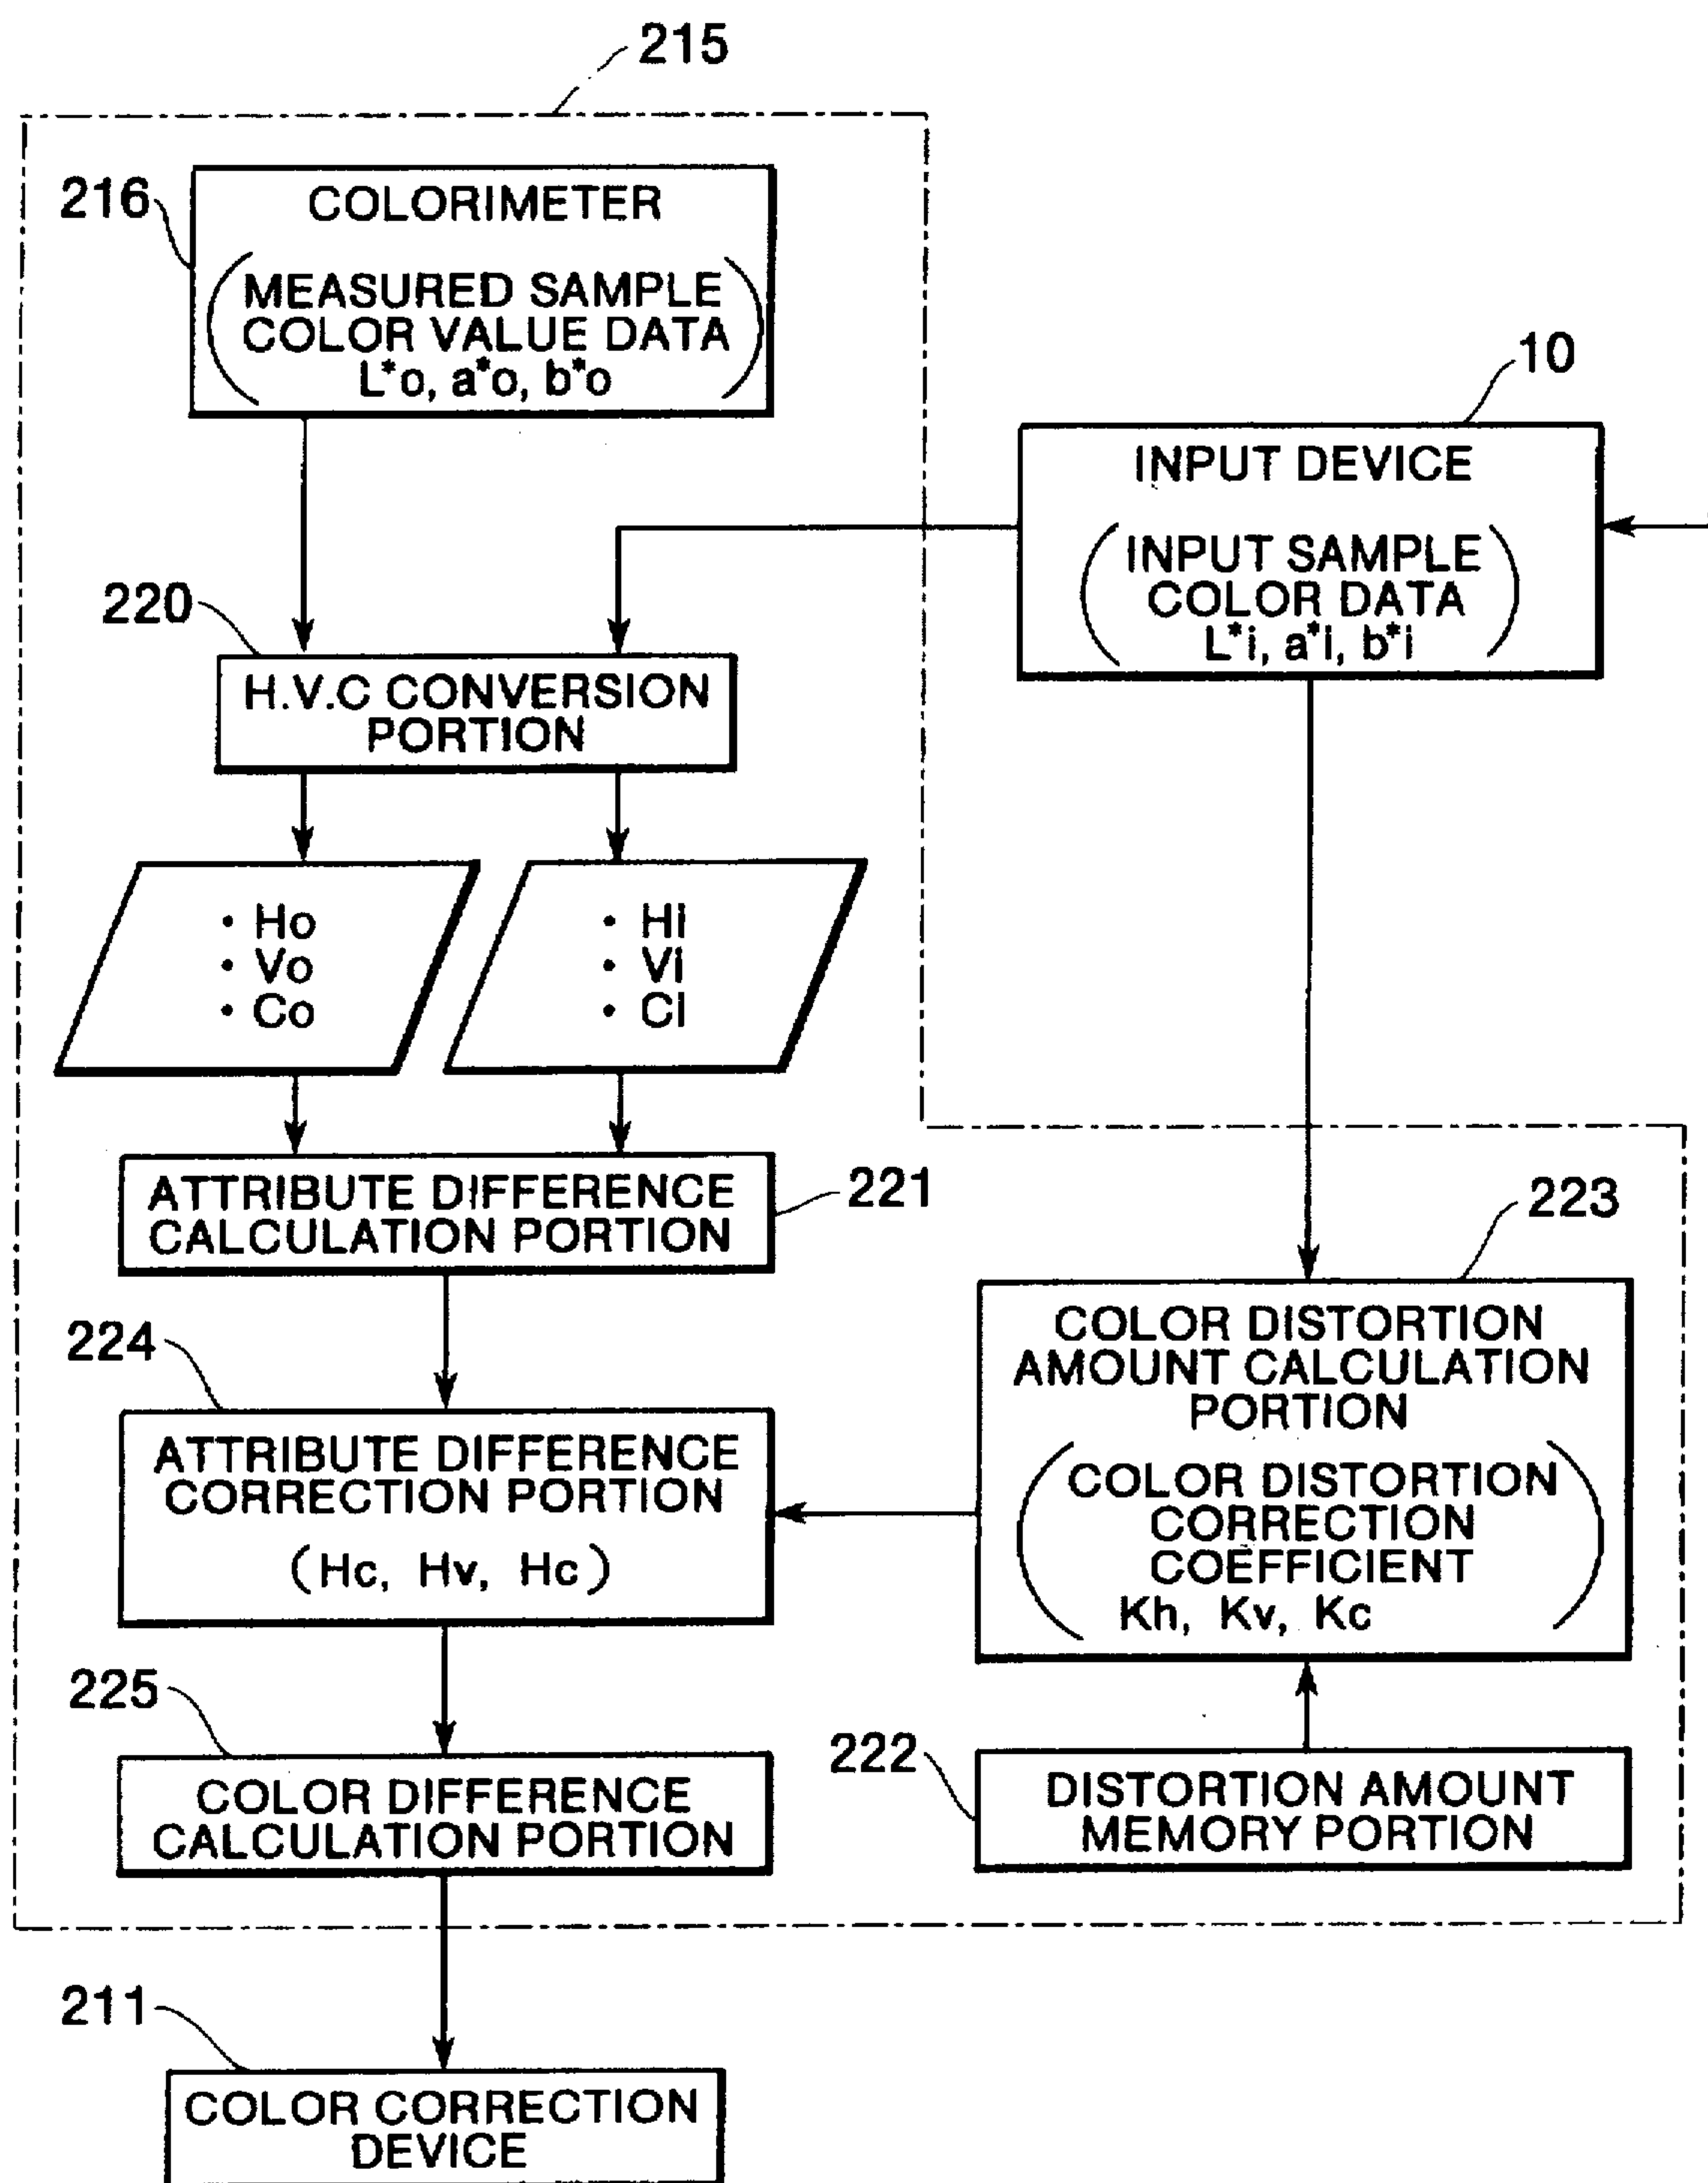 215
216
COLORIMETER
(MEASURED SAMPLE
COLOR VALUE DATA
L*o, a*o, b*o)
10
INPUT DEVICE
(INPUT SAMPLE
COLOR DATA
L*i, a*i, b*i)
220
H.V.C CONVERSION
PORTION
• Ho
• Vo
• Co
• Hi
• Vi
• Ci
ATTRIBUTE DIFFERENCE
CALCULATION PORTION
221
223
COLOR DISTORTION
AMOUNT CALCULATION
PORTION
(COLOR DISTORTION
CORRECTION
COEFFICIENT
Kh, Kv, Kc)
224
ATTRIBUTE DIFFERENCE
CORRECTION PORTION
(Hc, Hv, Hc)
225
COLOR DIFFERENCE
CALCULATION PORTION
222
DISTORTION AMOUNT
MEMORY PORTION
211
COLOR CORRECTION
DEVICE